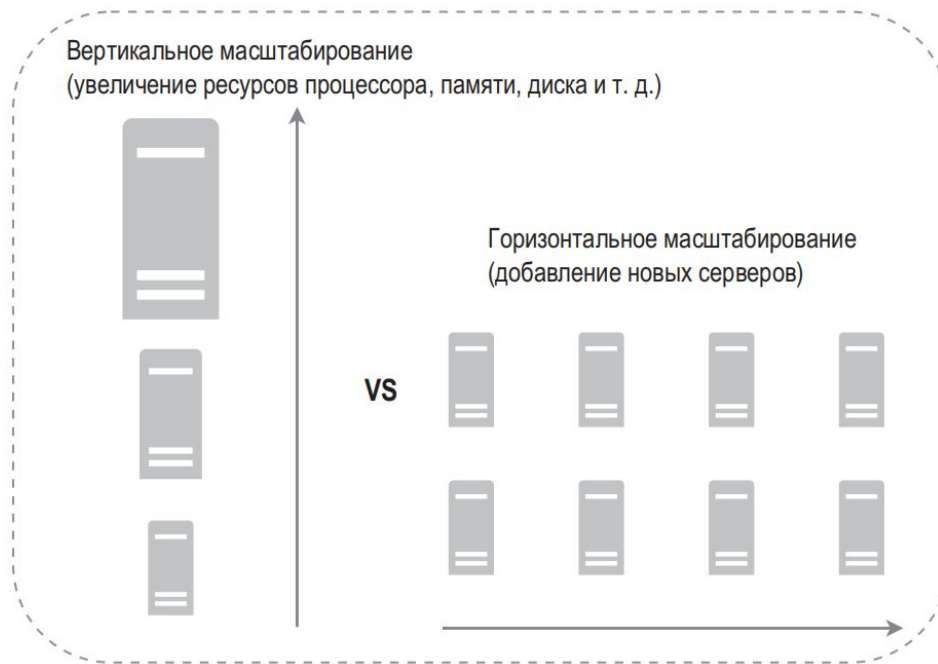 Вертикальное масштабирование
(увеличение ресурсов процессора, памяти, диска и т. д.)
Горизонтальное масштабирование
(добавление новых серверов)
VS